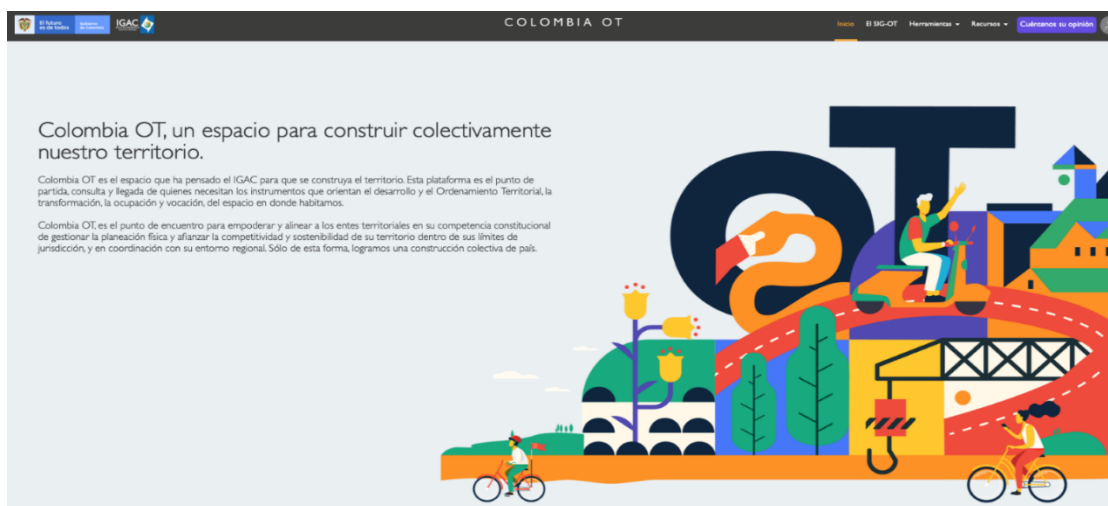 El futuro es de todos
Gobierno de Colombia
IGAC
COLOMBIA OT
Inicio El SIG-OT Herramientas Recursos Cuéntenos su opinión
Colombia OT, un espacio para construir colectivamente
nuestro territorio.
Colombia OT es el espacio que ha pensado el IGAC para que se construya el territorio. Esta plataforma es el punto de
partida, consulta y llegada de quienes necesitan los instrumentos que orientan el desarrollo y el Ordenamiento Territorial, la
transformación, la ocupación y vocación, del espacio en donde habitamos.
Colombia OT, es el punto de encuentro para empoderar y alinear a los entes territoriales en su competencia constitucional
de gestionar la planeación física y afianzar la competitividad y sostenibilidad de su territorio dentro de sus límites de
jurisdicción, y en coordinación con su entorno regional. Sólo de esta forma, logramos una construcción colectiva de país.
OT